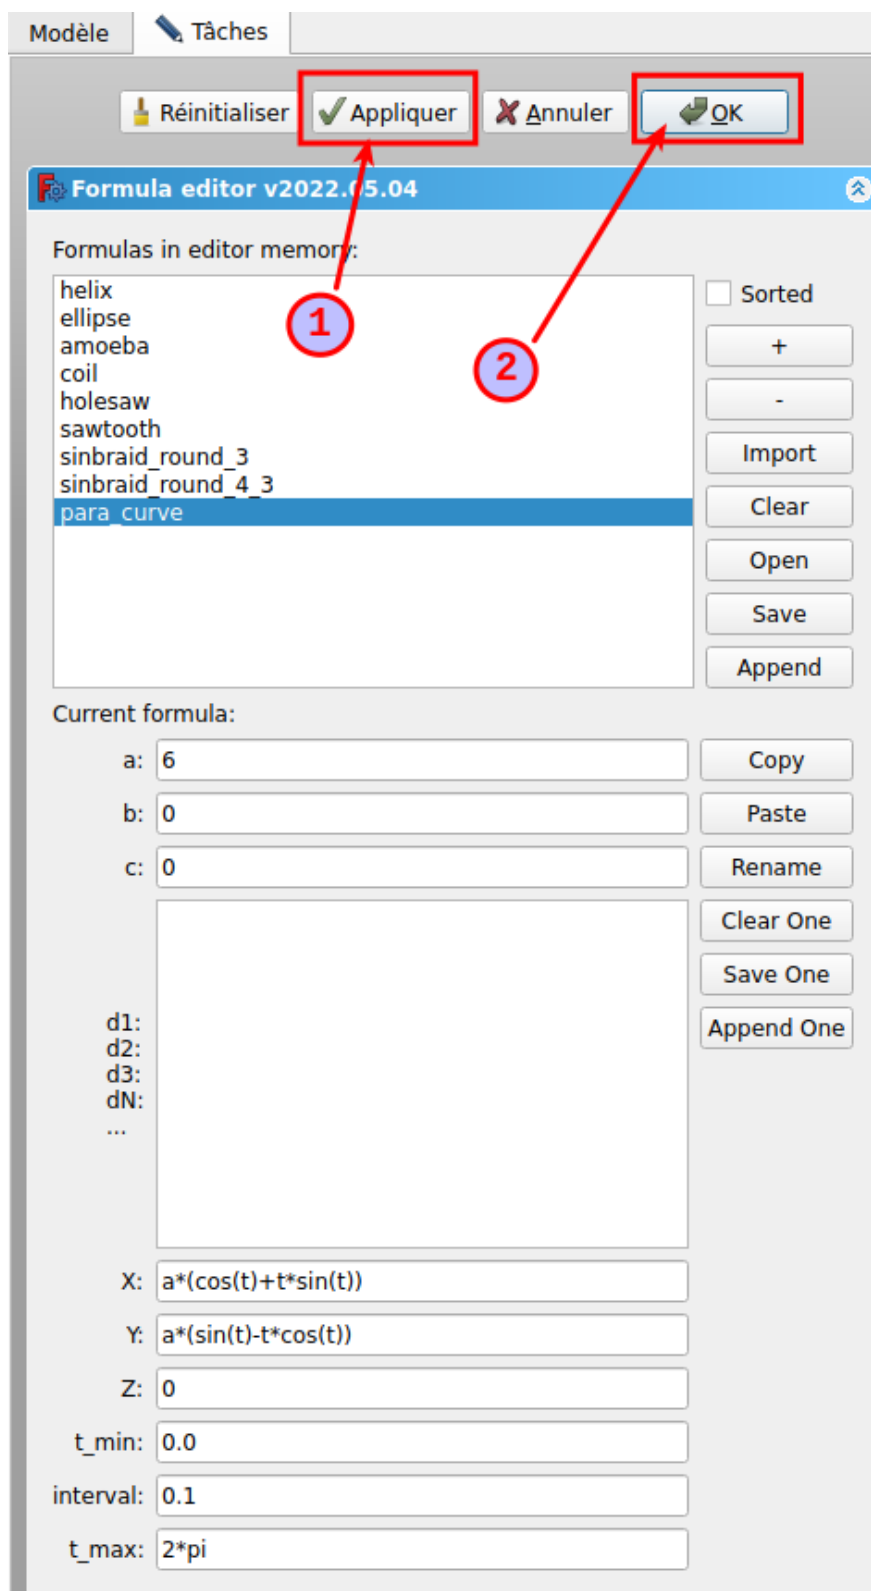 Modèle
Tâches
Réinitialiser
Appliquer
Annuler
OK
Formula editor v2022.05.04
Formulas in editor memory:
helix
ellipse
amoeba
coil
holesaw
sawtooth
sinbraid_round_3
sinbraid_round_4_3
para_curve
1
2
Sorted
+
-
Import
Clear
Open
Save
Append
Current formula:
a: 6
Copy
b: 0
Paste
c: 0
Rename
Clear One
Save One
Append One
d1:
d2:
d3:
dN:
...
X: a*(cos(t)+t*sin(t))
Y: a*(sin(t)-t*cos(t))
Z: 0
t_min: 0.0
interval: 0.1
t_max: 2*pi